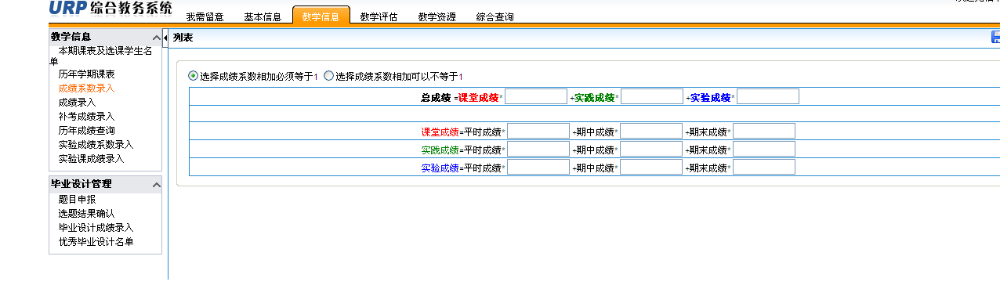 URP 综合教务系统
我需留意 基本信息 教学信息 教学评估 教学资源 综合查询
教学信息
本期课表及选课学生名
单
历年学期课表
成绩系数录入
成绩录入
补考成绩录入
历年成绩查询
实验成绩系数录入
实验课成绩录入
毕业设计管理
题目申报
选题结果确认
毕业设计成绩录入
优秀毕业设计名单
列表
选择成绩系数相加必须等于1 选择成绩系数相加可以不等于1
总成绩 =课堂成绩* +实践成绩* +实验成绩*
课堂成绩=平时成绩* +期中成绩* +期末成绩*
实践成绩=平时成绩* +期中成绩* +期末成绩*
实验成绩=平时成绩* +期中成绩* +期末成绩*